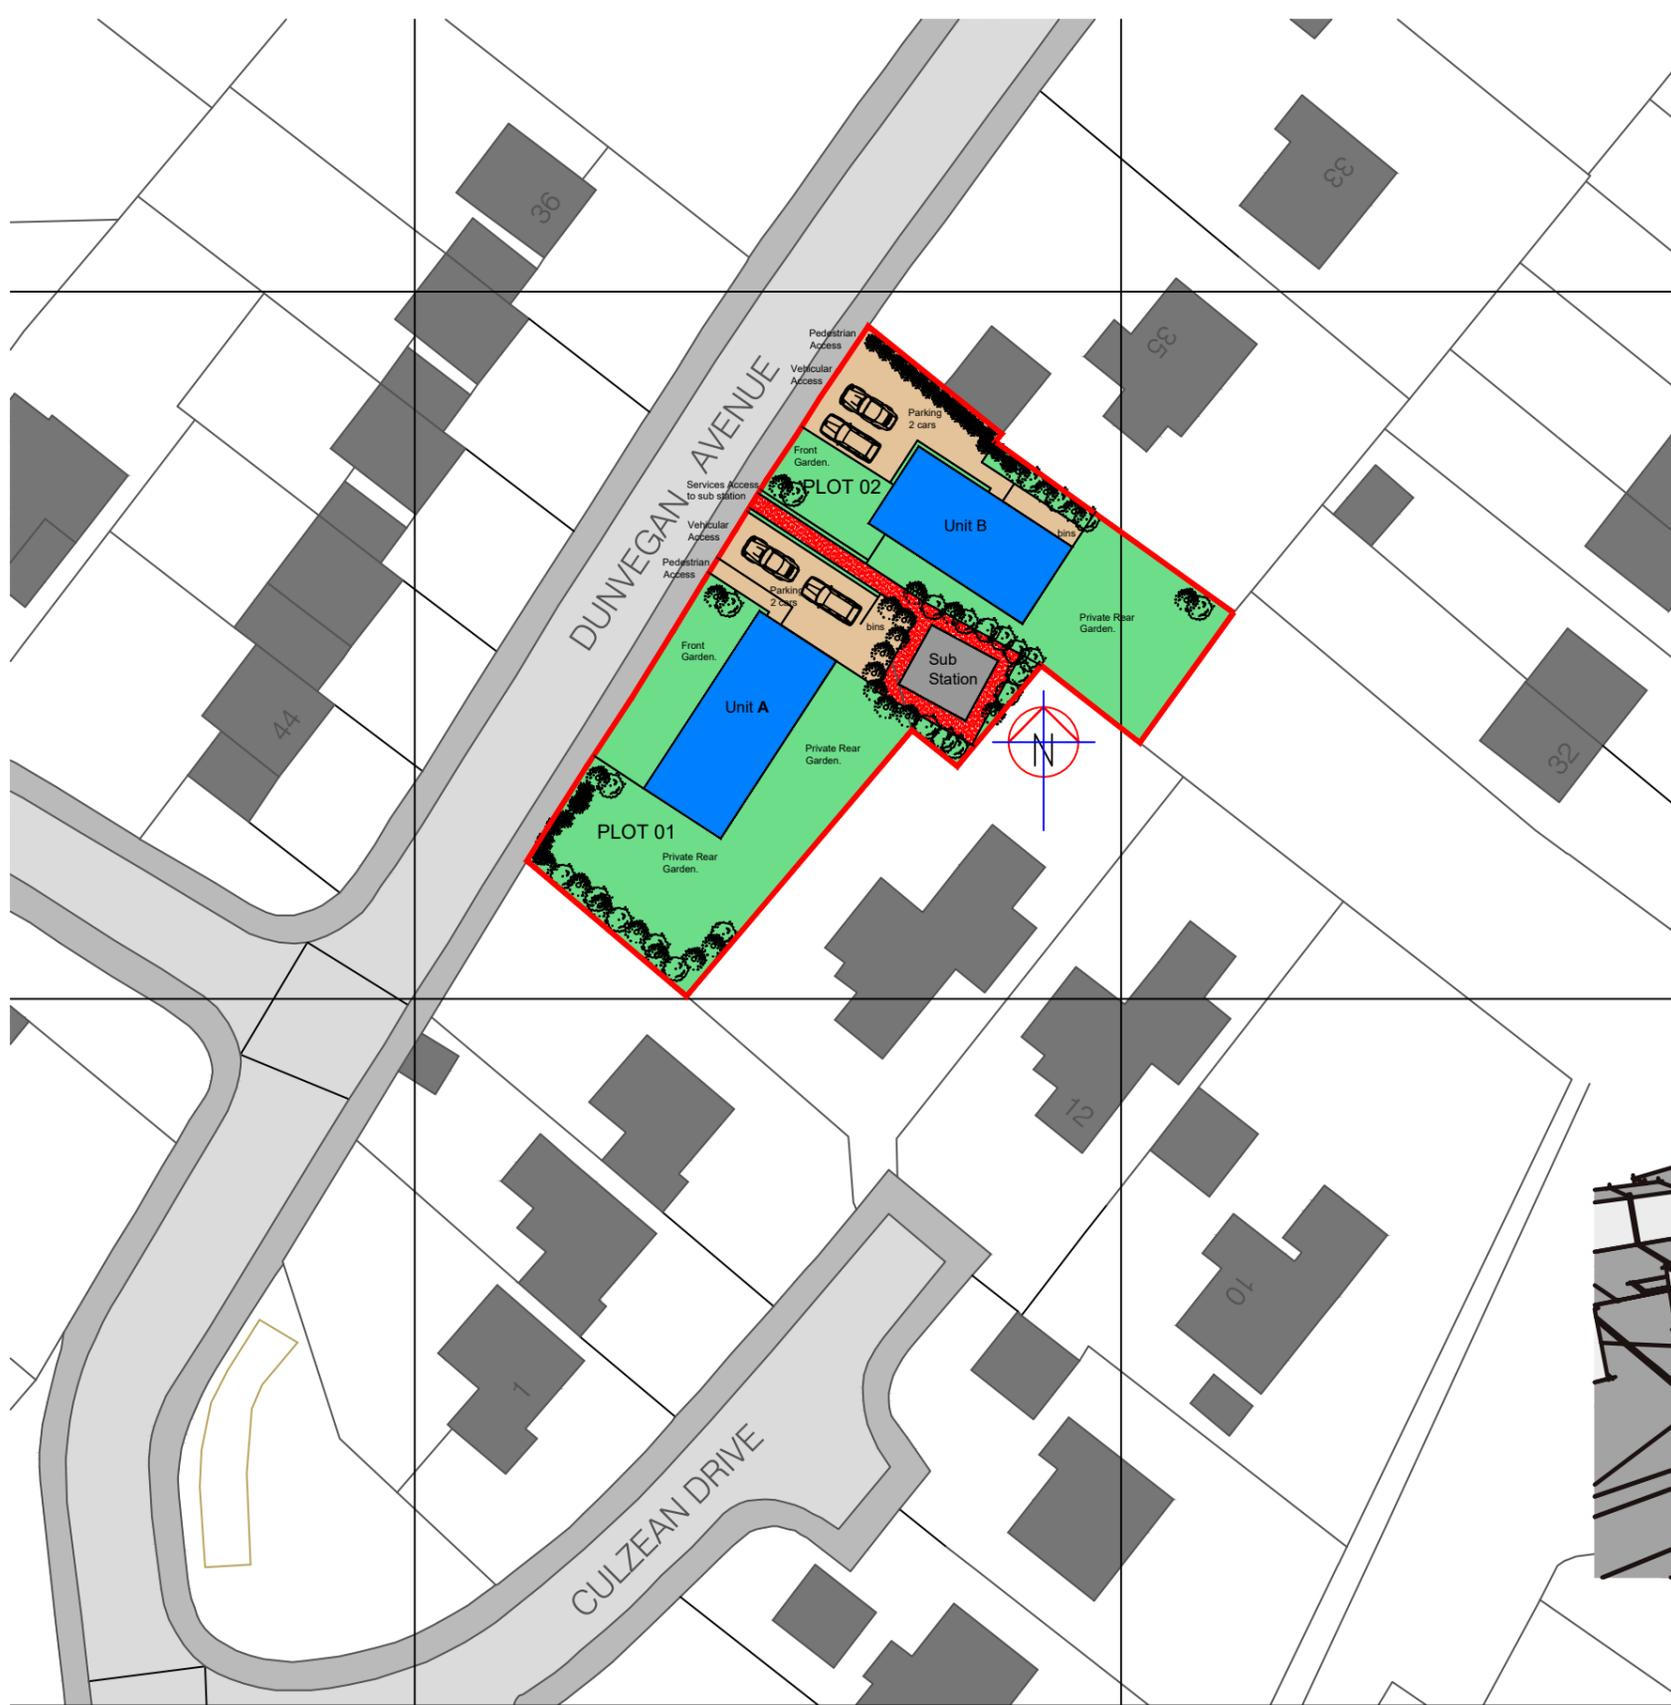 36
33
35
Pedestrian
Access
Vehicular
Access
Parking
2 cars
Front
Garden.
PLOT 02
Services Access
to sub station
Unit B
bins
Vehicular
Access
Pedestrian
Access
Parking
2 cars
bins
Private Rear
Garden.
DUNVEGAN AVENUE
Front
Garden.
Sub
Station
Unit A
44
Private Rear
Garden.
N
32
PLOT 01
Private Rear
Garden.
12
10
1
CULZEAN DRIVE